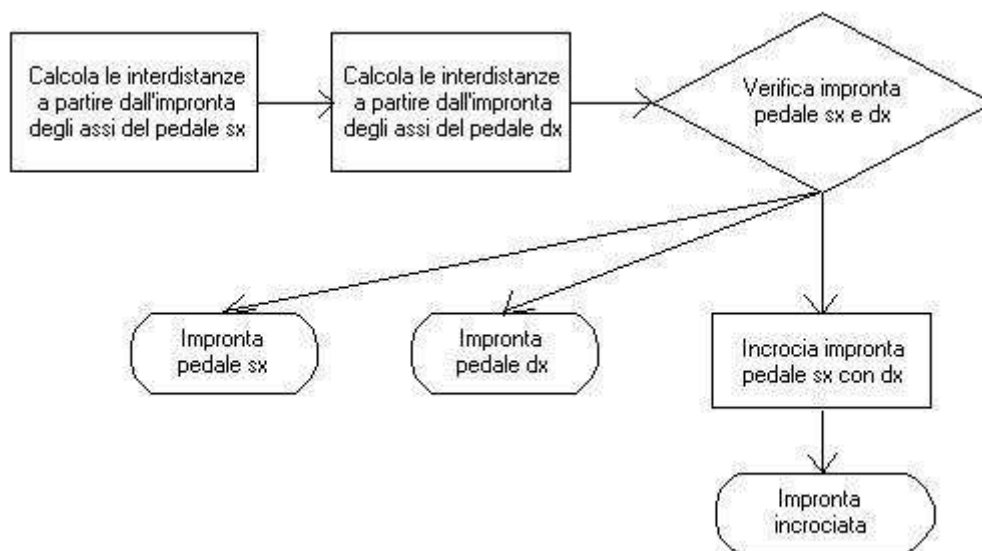 Calcola le interdistanze
a partire dall'impronta
degli assi del pedale sx
Calcola le interdistanze
a partire dall'impronta
degli assi del pedale dx
Verifica impronta
pedale sx e dx
Impronta
pedale sx
Impronta
pedale dx
Incrocia impronta
pedale sx con dx
Impronta
incrociata